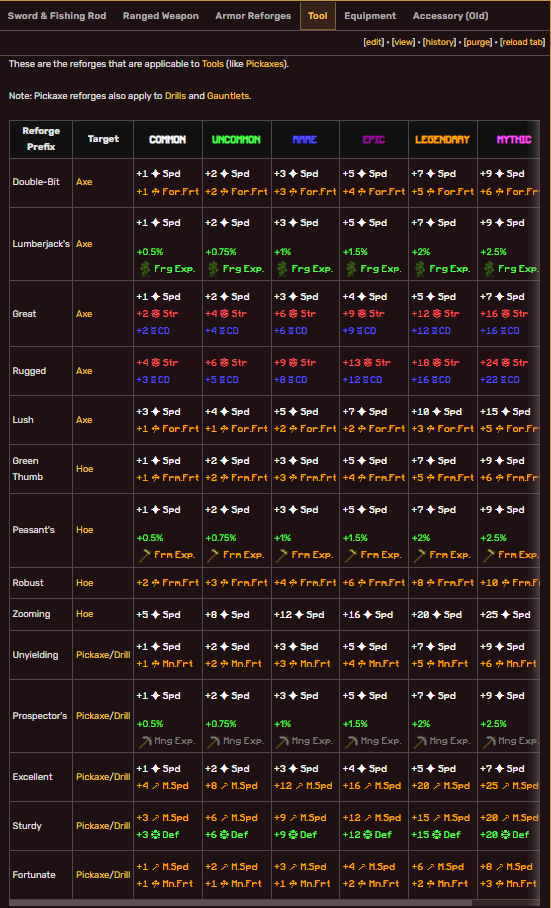 Sword & Fishing Rod Ranged Weapon Armor Reforges Tool Equipment Accessory (Old)
[edit] • [view] • [history] • [purge] • [reload tab]
These are the reforges that are applicable to Tools (like Pickaxes).
Note: Pickaxe reforges also apply to Drills and Gauntlets.
Reforge Prefix Target COMMON UNCOMMON RARE EPIC LEGENDARY MYTHIC
Double-Bit Axe +1 ✦ Spd +2 ✦ Spd +3 ✦ Spd +5 ✦ Spd +7 ✦ Spd +9 ✦ Spd
+1 ☘ For.Frt +2 ☘ For.Frt +3 ☘ For.Frt +4 ☘ For.Frt +5 ☘ For.Frt +6 ☘ For.Fr
Lumberjack's Axe +1 ✦ Spd +2 ✦ Spd +3 ✦ Spd +5 ✦ Spd +7 ✦ Spd +9 ✦ Spd
+0.5% +0.75% +1% +1.5% +2% +2.5%
Frg Exp. Frg Exp. Frg Exp. Frg Exp. Frg Exp. Frg Exp.
Great Axe +1 ✦ Spd +2 ✦ Spd +3 ✦ Spd +4 ✦ Spd +5 ✦ Spd +7 ✦ Spd
+2 ❁ Str +4 ❁ Str +6 ❁ Str +9 ❁ Str +12 ❁ Str +16 ❁ Str
+2 ☠ CD +4 ☠ CD +6 ☠ CD +9 ☠ CD +12 ☠ CD +16 ☠ CD
Rugged Axe +4 ❁ Str +6 ❁ Str +9 ❁ Str +13 ❁ Str +18 ❁ Str +24 ❁ Str
+3 ☠ CD +5 ☠ CD +8 ☠ CD +12 ☠ CD +16 ☠ CD +22 ☠ CD
Lush Axe +3 ✦ Spd +4 ✦ Spd +5 ✦ Spd +7 ✦ Spd +10 ✦ Spd +15 ✦ Spd
+1 ☘ For.Frt +1 ☘ For.Frt +2 ☘ For.Frt +2 ☘ For.Frt +3 ☘ For.Frt +5 ☘ For.Fr
Green Thumb Hoe +1 ✦ Spd +2 ✦ Spd +3 ✦ Spd +5 ✦ Spd +7 ✦ Spd +9 ✦ Spd
+1 ☘ Frm.Frt +2 ☘ Frm.Frt +3 ☘ Frm.Frt +4 ☘ Frm.Frt +5 ☘ Frm.Frt +6 ☘ Frm.Fr
Peasant's Hoe +1 ✦ Spd +2 ✦ Spd +3 ✦ Spd +5 ✦ Spd +7 ✦ Spd +9 ✦ Spd
+0.5% +0.75% +1% +1.5% +2% +2.5%
Frm Exp. Frm Exp. Frm Exp. Frm Exp. Frm Exp. Frm Exp.
Robust Hoe +2 ☘ Frm.Frt +3 ☘ Frm.Frt +4 ☘ Frm.Frt +6 ☘ Frm.Frt +8 ☘ Frm.Frt +10 ☘ Frm.F
Zooming Hoe +5 ✦ Spd +8 ✦ Spd +12 ✦ Spd +16 ✦ Spd +20 ✦ Spd +25 ✦ Spd
Unyielding Pickaxe/Drill +1 ✦ Spd +2 ✦ Spd +3 ✦ Spd +5 ✦ Spd +7 ✦ Spd +9 ✦ Spd
+1 ☘ Mn.Frt +2 ☘ Mn.Frt +3 ☘ Mn.Frt +4 ☘ Mn.Frt +5 ☘ Mn.Frt +6 ☘ Mn.Frt
Prospector's Pickaxe/Drill +1 ✦ Spd +2 ✦ Spd +3 ✦ Spd +5 ✦ Spd +7 ✦ Spd +9 ✦ Spd
+0.5% +0.75% +1% +1.5% +2% +2.5%
Mng Exp. Mng Exp. Mng Exp. Mng Exp. Mng Exp. Mng Exp.
Excellent Pickaxe/Drill +1 ✦ Spd +2 ✦ Spd +3 ✦ Spd +4 ✦ Spd +5 ✦ Spd +7 ✦ Spd
+4 ⸕ M.Spd +8 ⸕ M.Spd +12 ⸕ M.Spd +16 ⸕ M.Spd +20 ⸕ M.Spd +25 ⸕ M.Spd
Sturdy Pickaxe/Drill +3 ⸕ M.Spd +6 ⸕ M.Spd +9 ⸕ M.Spd +12 ⸕ M.Spd +15 ⸕ M.Spd +20 ⸕ M.Spd
+3 ❈ Def +6 ❈ Def +9 ❈ Def +12 ❈ Def +15 ❈ Def +20 ❈ Def
Fortunate Pickaxe/Drill +1 ⸕ M.Spd +2 ⸕ M.Spd +3 ⸕ M.Spd +4 ⸕ M.Spd +6 ⸕ M.Spd +8 ⸕ M.Spd
+1 ☘ Mn.Frt +1 ☘ Mn.Frt +1 ☘ Mn.Frt +2 ☘ Mn.Frt +2 ☘ Mn.Frt +3 ☘ Mn.Frt